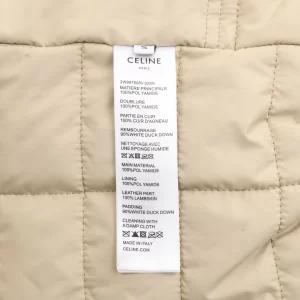 S
CELINE
PARIS
MATIERE PRINCIPALE
100%POLYAMIDE
DOUBLURE
100%POLYAMIDE
PARTIE EN CUIR
100% CUIR D'AGNEAU
REMBOURRAGE
90%WHITE DUCK DOWN
NETTOYAGE AVEC
UNE EPONGE HUMIDE
MAIN MATERIAL
100%POLYAMIDE
LINING
100%POLYAMIDE
LEATHER PART
100% LAMBSKIN
PADDING
90%WHITE DUCK DOWN
CLEANING WITH
A DAMP CLOTH
MADE IN ITALY
CELINE.COM